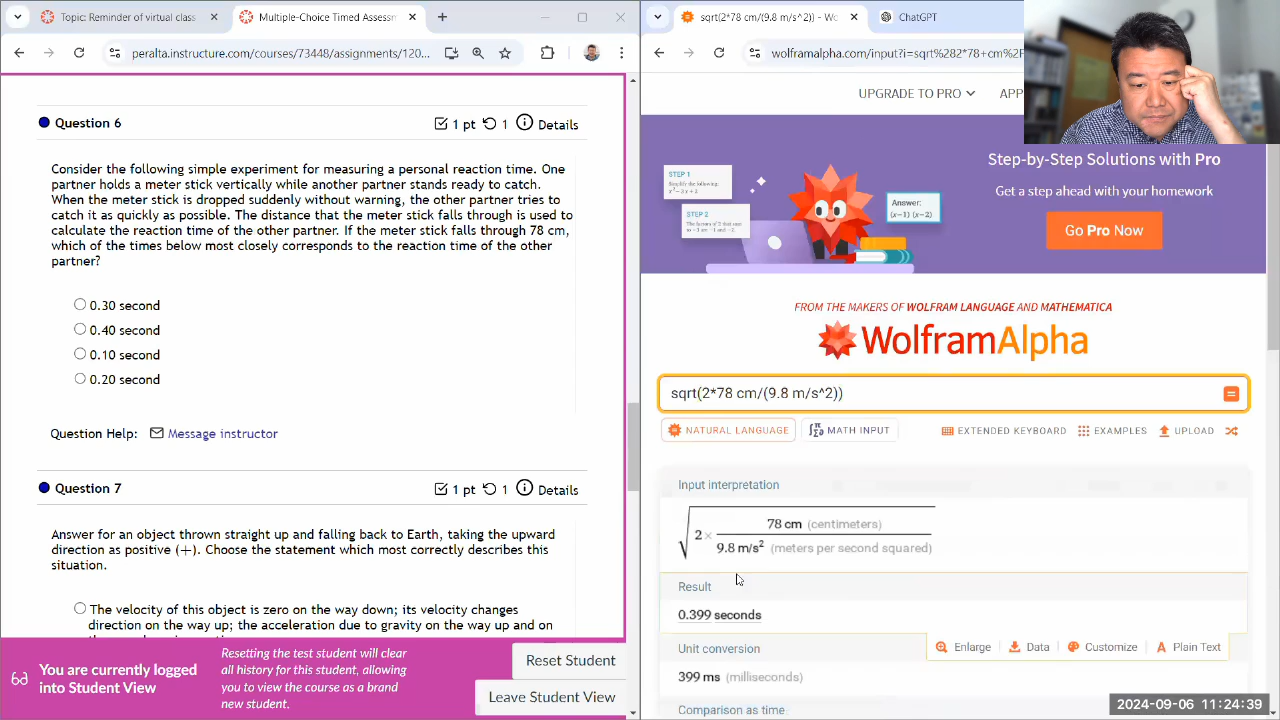 Topic: Reminder of virtual class
Multiple-Choice Timed Assessm
peralta.instructure.com/courses/73448/assignments/120...
Question 6
1 pt 1 Details
Consider the following simple experiment for measuring a personal reaction time. One
partner holds a meter stick vertically while another partner stands ready to catch.
When the meter stick is dropped suddenly without warning, the other partner tries to
catch it as quickly as possible. The distance that the meter stick falls through is used to
calculate the reaction time of the other partner. If the meter stick falls through 78 cm,
which of the times below most closely corresponds to the reaction time of the other
partner?
0.30 second
0.40 second
0.10 second
0.20 second
Question Help: Message instructor
Question 7
1 pt 1 Details
Answer for an object thrown straight up and falling back to Earth, taking the upward
direction as positive (+). Choose the statement which most correctly describes this
situation.
The velocity of this object is zero on the way down; its velocity changes
direction on the way up; the acceleration due to gravity on the way up and on
You are currently logged
into Student View
Resetting the test student will clear
all history for this student, allowing
you to view the course as a brand
new student.
Reset Student
Leave Student View
sqrt(2*78 cm/(9.8 m/s^2)) - Wo
ChatGPT
wolframalpha.com/input?i=sqrt%282*78+cm%2F
UPGRADE TO PRO
APP
STEP 1
STEP 2
Answer:
(x−1) (x−2)
Step-by-Step Solutions with Pro
Get a step ahead with your homework
Go Pro Now
FROM THE MAKERS OF WOLFRAM LANGUAGE AND MATHEMATICA
WolframAlpha
sqrt(2*78 cm/(9.8 m/s^2))
NATURAL LANGUAGE
MATH INPUT
EXTENDED KEYBOARD
EXAMPLES
UPLOAD
Input interpretation
2 × 78 cm (centimeters)
9.8 m/s² (meters per second squared)
Result
0.399 seconds
Enlarge Data Customize Plain Text
Unit conversion
399 ms (milliseconds)
Comparison as time:
2024-09-06 11:24:39